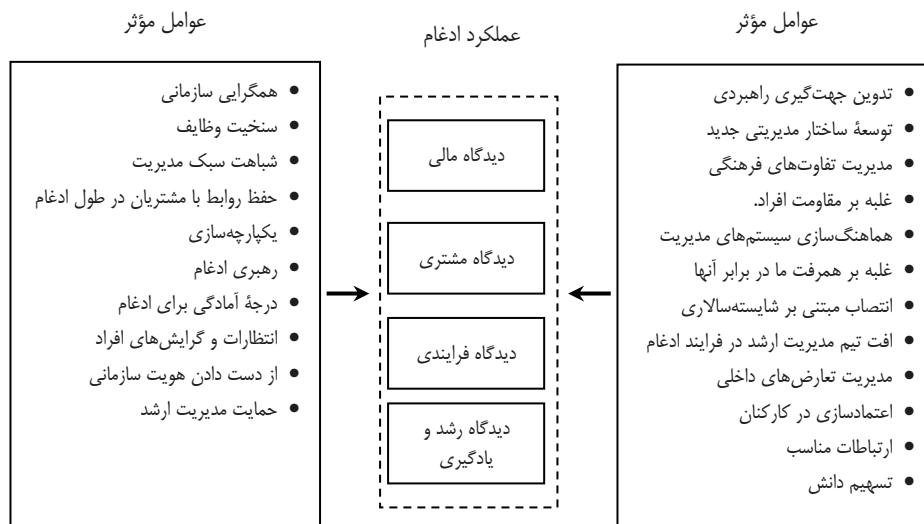 عوامل مؤثر
تدوین جهت‌گیری راهبردی
توسعهٔ ساختار مدیریتی جدید
مدیریت تفاوت‌های فرهنگی
غلبه بر مقاومت افراد.
هماهنگ‌سازی سیستم‌های مدیریت
غلبه بر همرفت ما در برابر آنها
انتصاب مبتنی بر شایسته‌سالاری
افت تیم مدیریت ارشد در فرایند ادغام
مدیریت تعارض‌های داخلی
اعتمادسازی در کارکنان
ارتباطات مناسب
تسهیم دانش
عملکرد ادغام
دیدگاه مالی
دیدگاه مشتری
دیدگاه فرایندی
دیدگاه رشد و
یادگیری
عوامل مؤثر
همگرایی سازمانی
سنخیت وظایف
شباهت سبک مدیریت
حفظ روابط با مشتریان در طول ادغام
یکپارچه‌سازی
رهبری ادغام
درجهٔ آمادگی برای ادغام
انتظارات و گرایش‌های افراد
از دست دادن هویت سازمانی
حمایت مدیریت ارشد